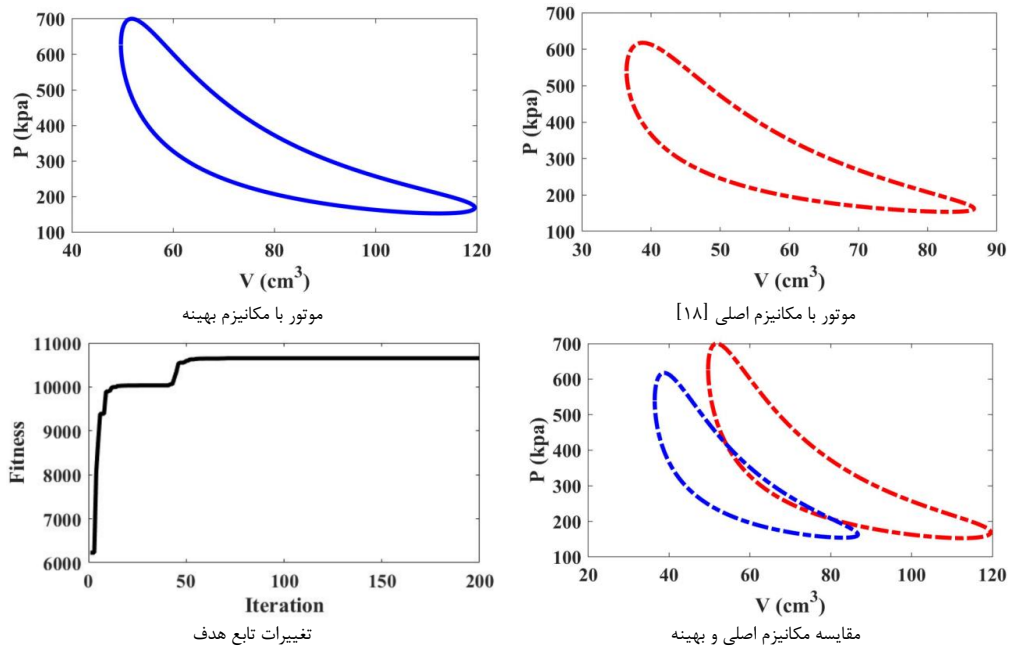 700
600
500
400
300
200
100
P (kpa)
40 60 80 100 120
V (cm³)
موتور با مکانیزم بهینه
700
600
500
400
300
200
100
P (kpa)
30 40 50 60 70 80 90
V (cm³)
موتور با مکانیزم اصلی [۱۸]
11000
10000
9000
8000
7000
6000
Fitness
0 50 100 150 200
Iteration
تغییرات تابع هدف
700
600
500
400
300
200
100
P (kpa)
20 40 60 80 100 120
V (cm³)
مقایسه مکانیزم اصلی و بهینه